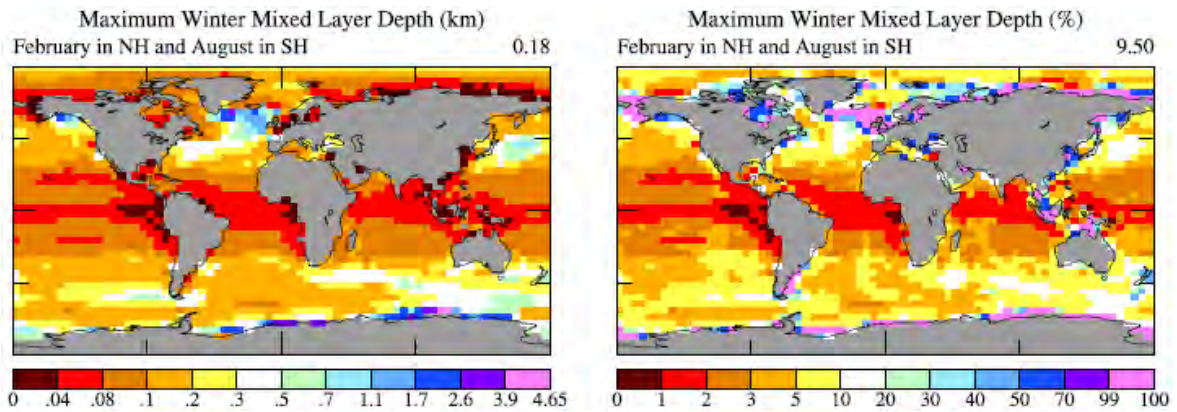 Maximum Winter Mixed Layer Depth (km)
February in NH and August in SH 0.18
0 .04 .08 .1 .2 .3 .5 .7 1.1 1.7 2.6 3.9 4.65
Maximum Winter Mixed Layer Depth (%)
February in NH and August in SH 9.50
0 1 2 3 5 10 20 30 40 50 70 99 100